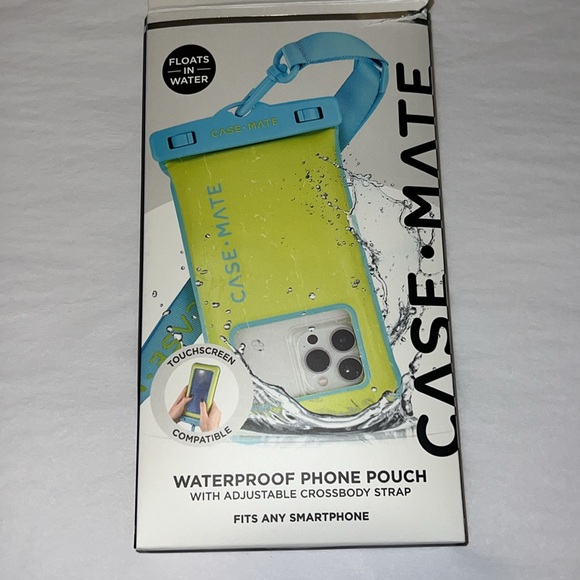 FLOATS
IN
WATER
CASE•MATE
CASE•MATE
CASE•MATE
TOUCHSCREEN
COMPATIBLE
WATERPROOF PHONE POUCH
WITH ADJUSTABLE CROSSBODY STRAP
FITS ANY SMARTPHONE